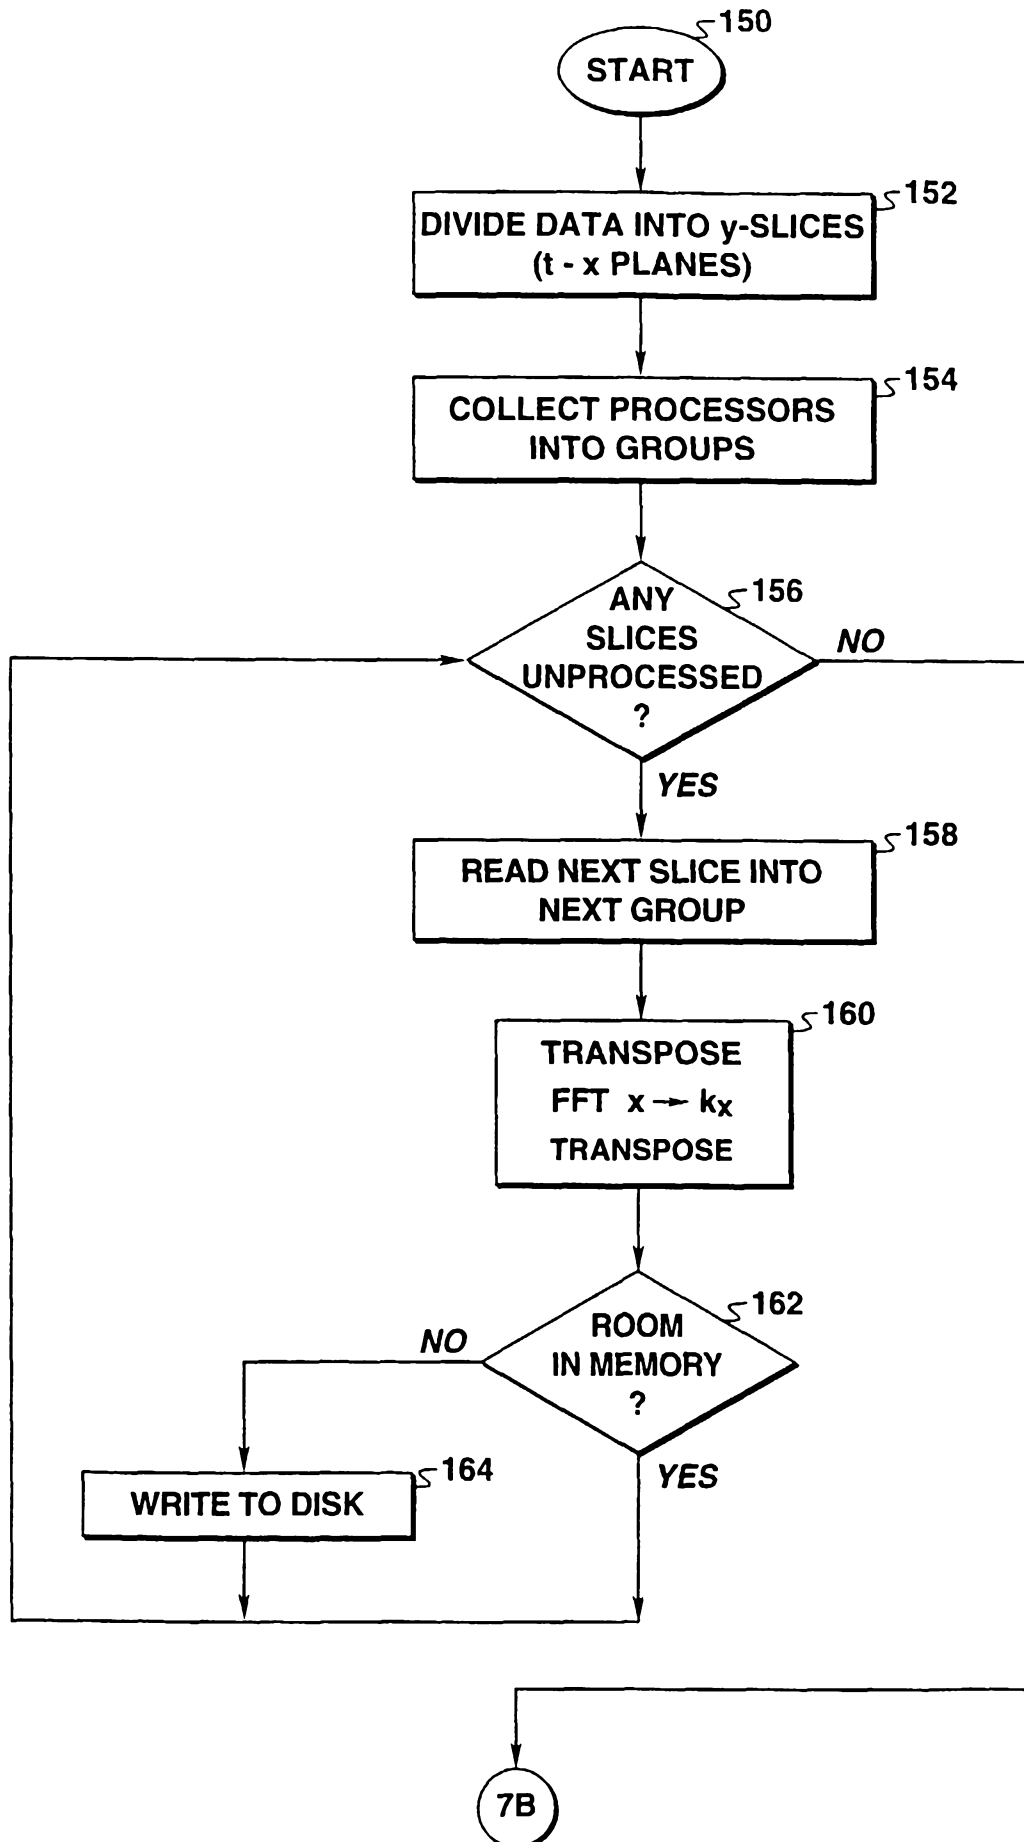 150
START
152
DIVIDE DATA INTO y-SLICES
(t - x PLANES)
154
COLLECT PROCESSORS
INTO GROUPS
156
ANY
SLICES
UNPROCESSED
?
NO
YES
158
READ NEXT SLICE INTO
NEXT GROUP
160
TRANSPOSE
FFT x → kx
TRANSPOSE
162
ROOM
IN MEMORY
?
NO
YES
164
WRITE TO DISK
7B